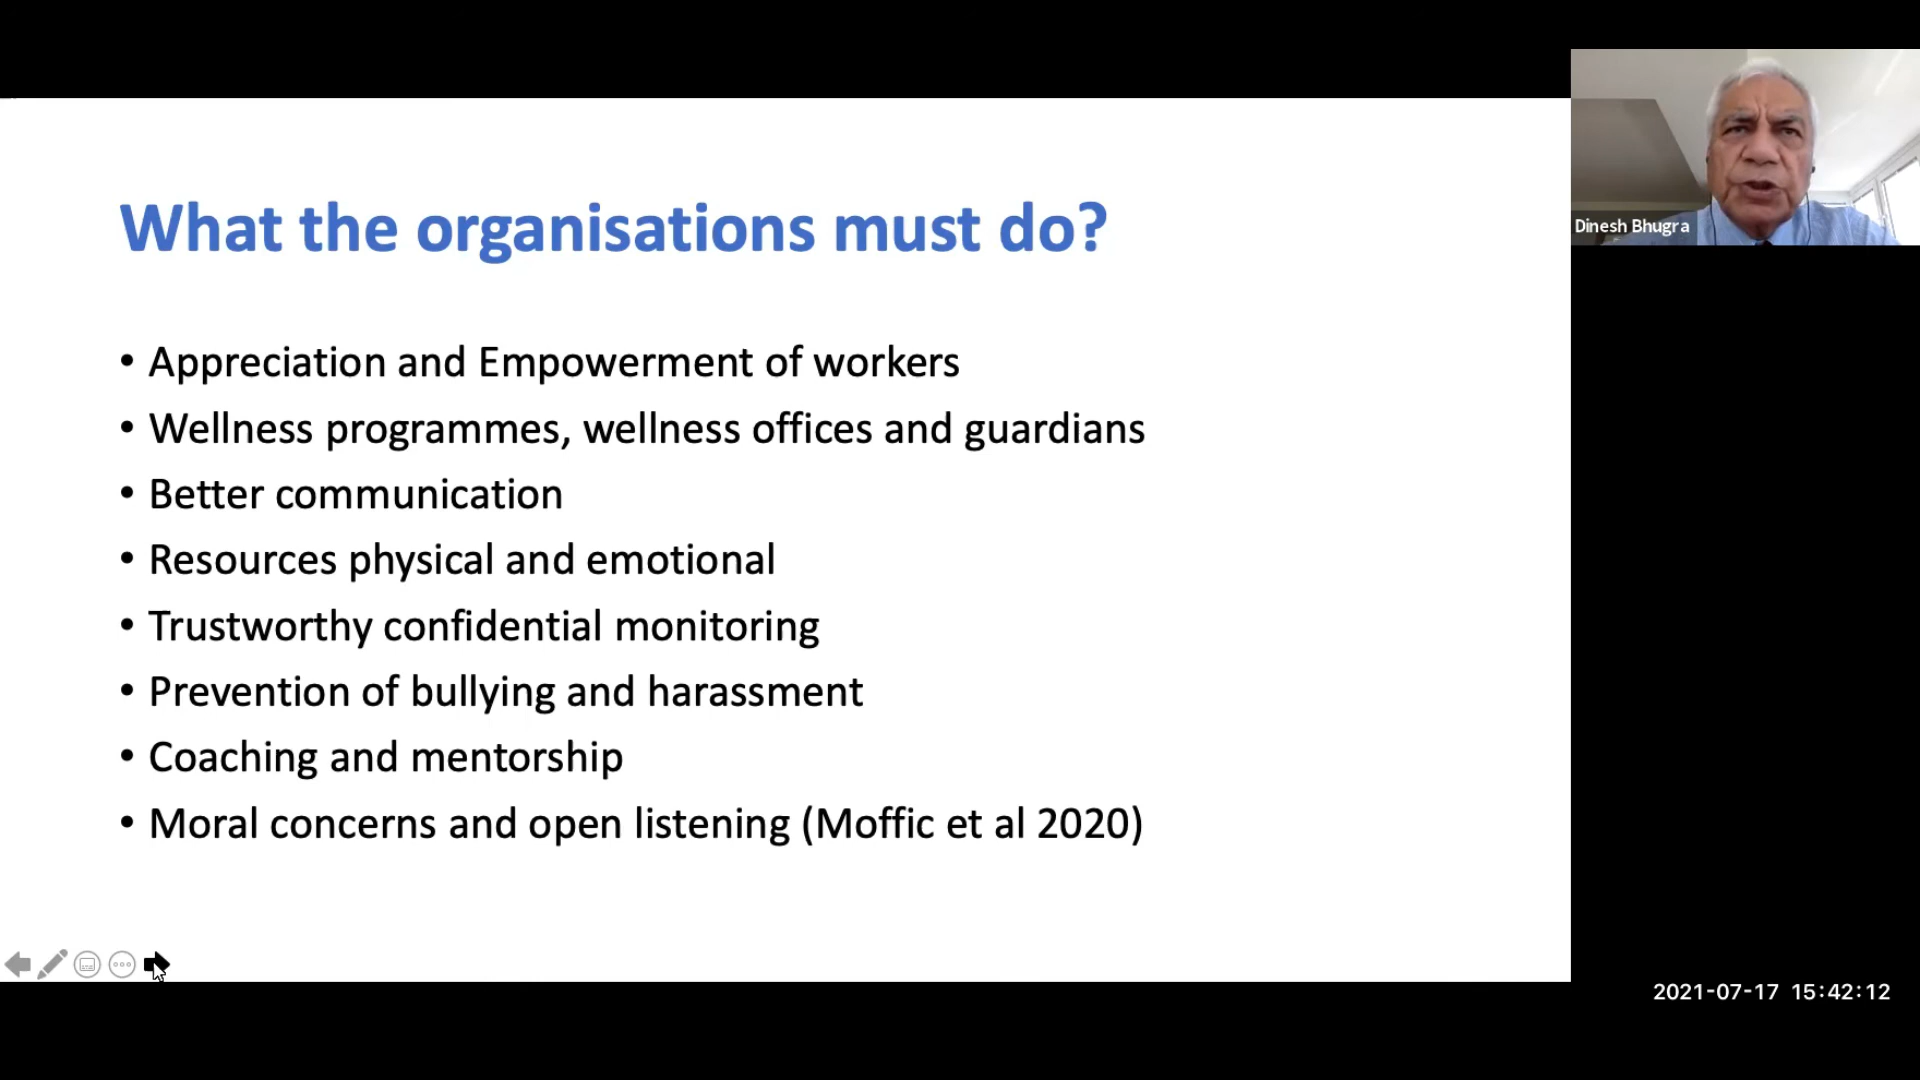 What the organisations must do?
• Appreciation and Empowerment of workers
• Wellness programmes, wellness offices and guardians
• Better communication
• Resources physical and emotional
• Trustworthy confidential monitoring
• Prevention of bullying and harassment
• Coaching and mentorship
• Moral concerns and open listening (Moffic et al 2020)
Dinesh Bhugra
2021-07-17 15:42:12